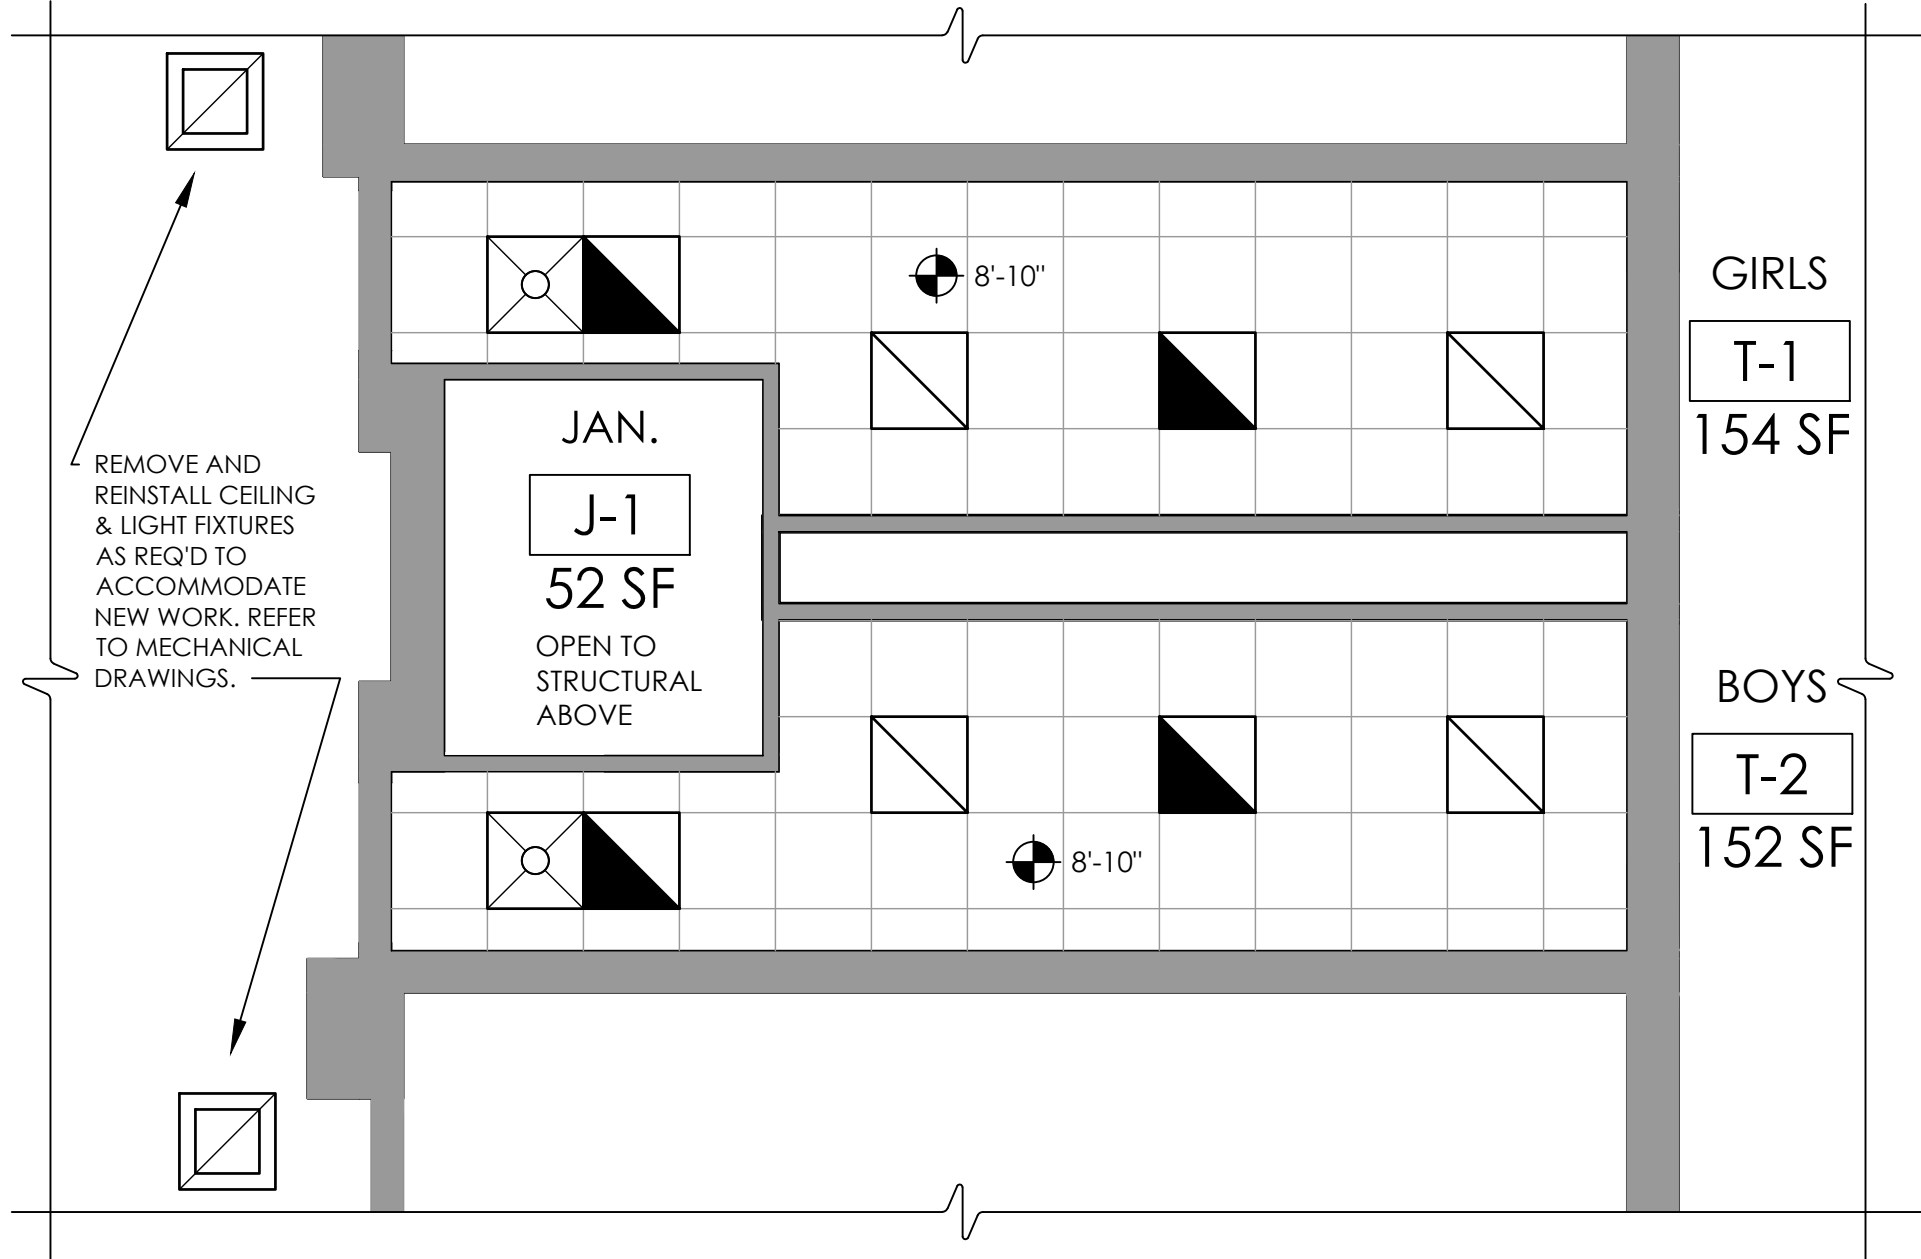 8'-10"
GIRLS
T-1
154 SF
JAN.
J-1
52 SF
OPEN TO
STRUCTURAL
ABOVE
REMOVE AND
REINSTALL CEILING
& LIGHT FIXTURES
AS REQ'D TO
ACCOMMODATE
NEW WORK. REFER
TO MECHANICAL
DRAWINGS.
BOYS
T-2
152 SF
8'-10"